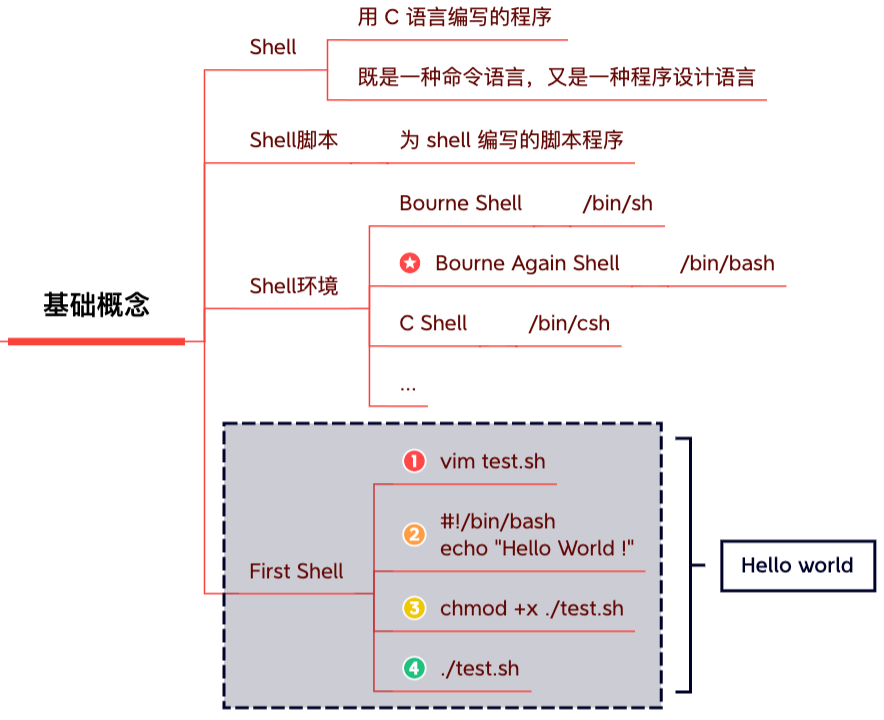 基础概念
Shell
用 C 语言编写的程序
既是一种命令语言，又是一种程序设计语言
Shell脚本
为 shell 编写的脚本程序
Shell环境
Bourne Shell
/bin/sh
Bourne Again Shell
/bin/bash
C Shell
/bin/csh
...
First Shell
1 vim test.sh
2 #!/bin/bash
echo "Hello World !"
3 chmod +x ./test.sh
4 ./test.sh
Hello world